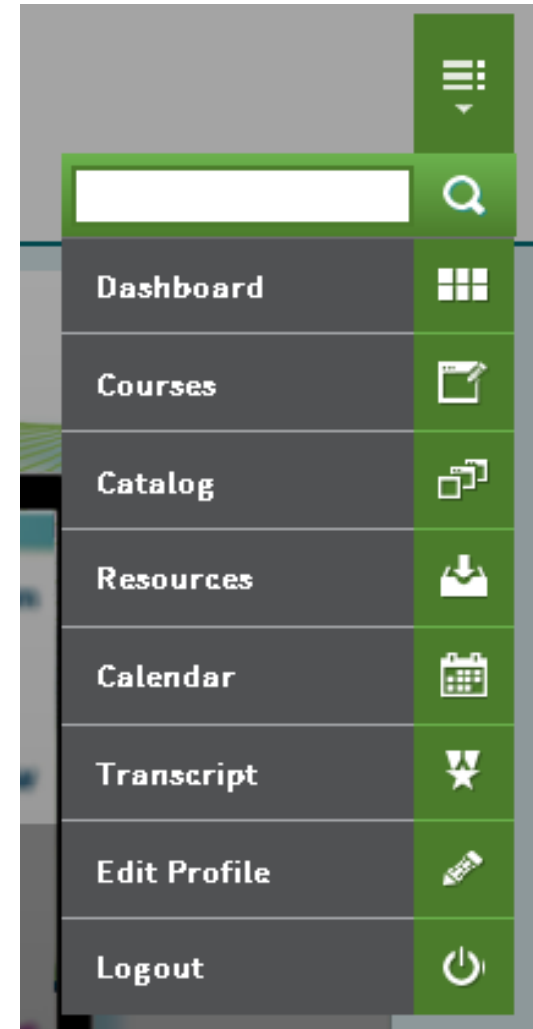 Dashboard
Courses
Catalog
Resources
Calendar
Transcript
Edit Profile
Logout